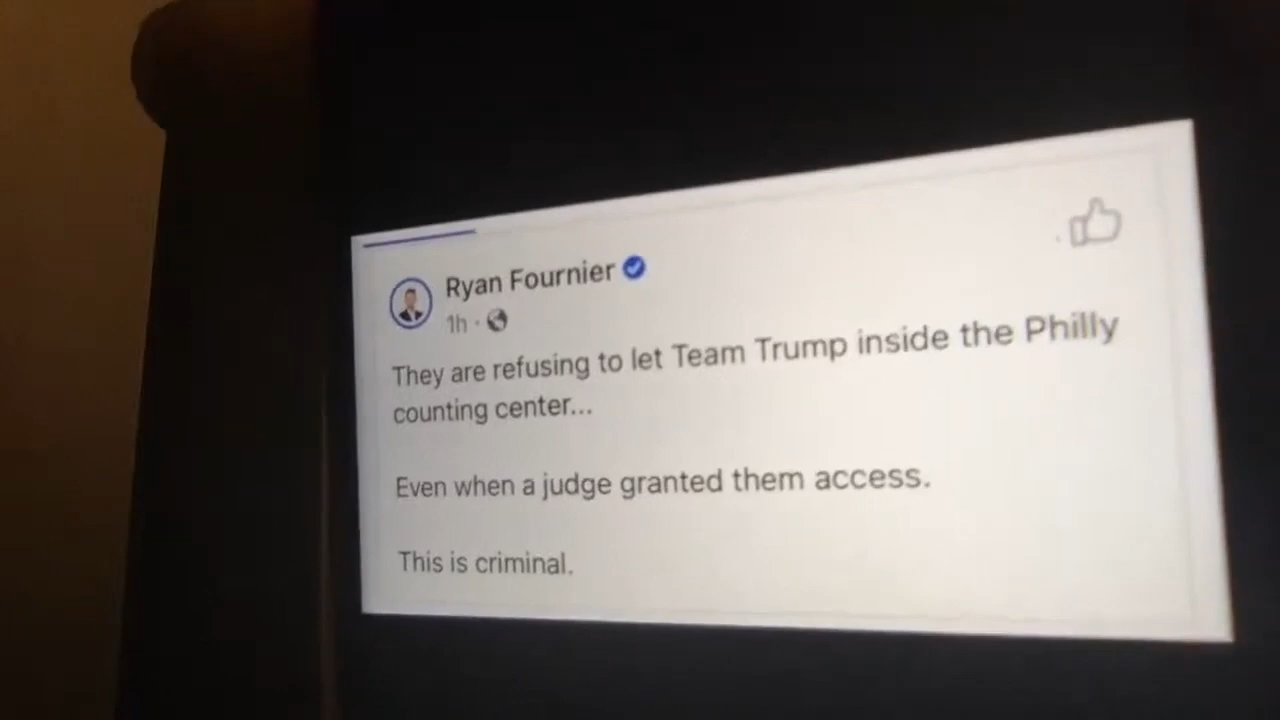 Ryan Fournier
1h ·
They are refusing to let Team Trump inside the Philly
counting center...
Even when a judge granted them access.
This is criminal.